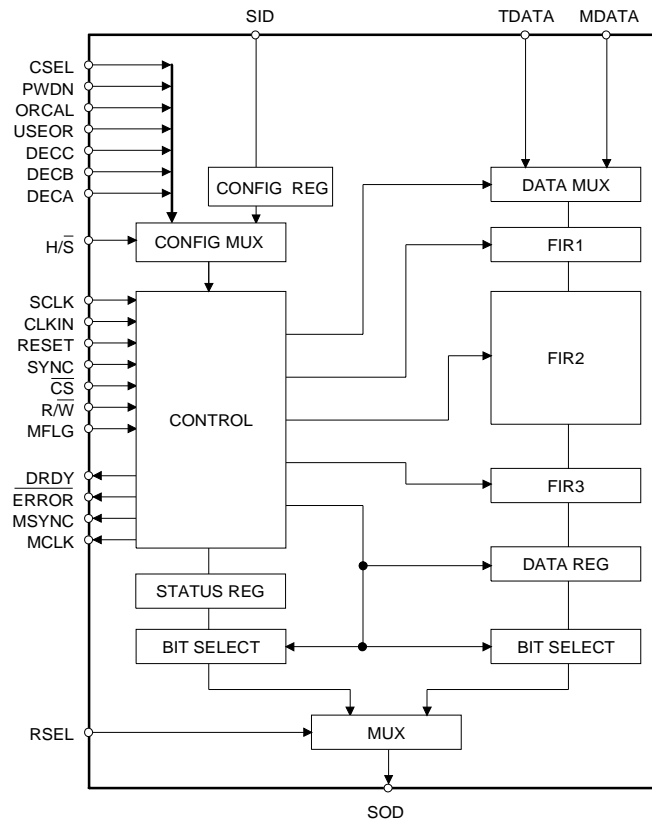 SID
TDATA MDATA
CSEL
PWDN
ORCAL
USEOR
DECC
DECB
DECA
CONFIG REG
DATA MUX
H/S̅
CONFIG MUX
FIR1
SCLK
CLKIN
RESET
SYNC
C̅S̅
R/W̅
MFLG
CONTROL
FIR2
DRDY
E̅R̅R̅O̅R̅
MSYNC
MCLK
FIR3
DATA REG
STATUS REG
BIT SELECT
BIT SELECT
RSEL
MUX
SOD